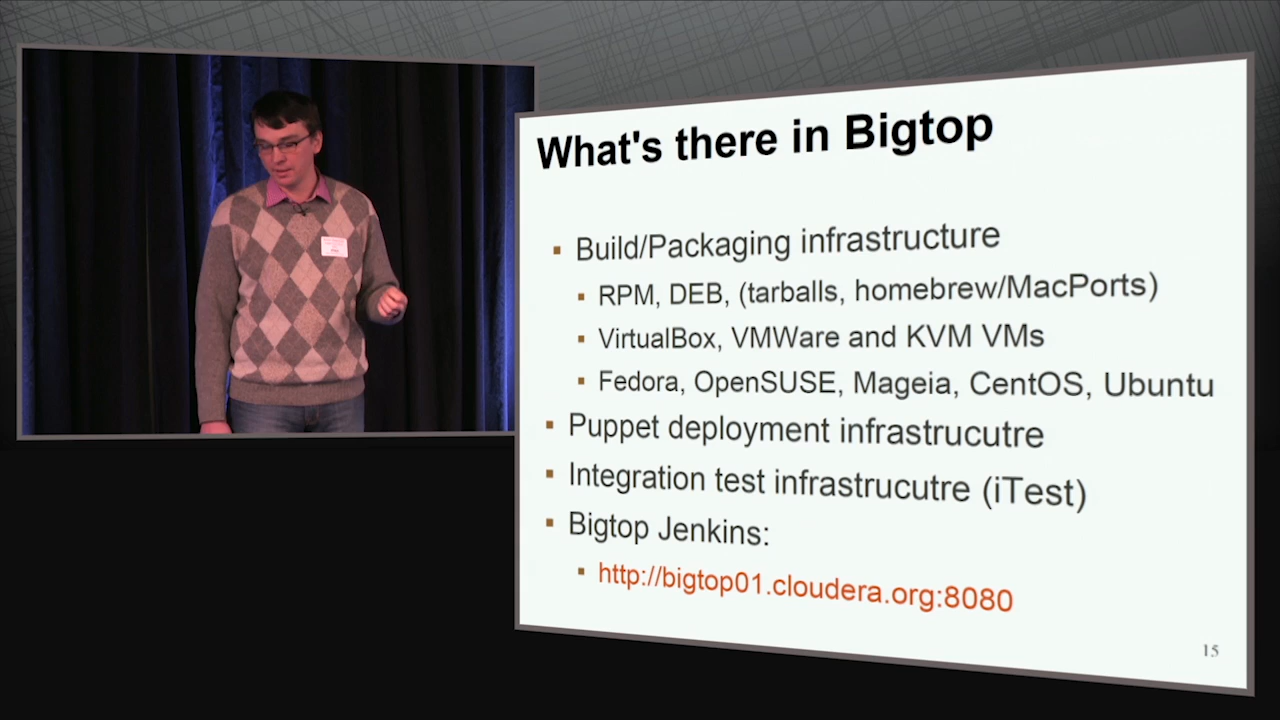 What's there in Bigtop
▪ Build/Packaging infrastructure
▪ RPM, DEB, (tarballs, homebrew/MacPorts)
▪ VirtualBox, VMWare and KVM VMs
▪ Fedora, OpenSUSE, Mageia, CentOS, Ubuntu
▪ Puppet deployment infrastrucutre
▪ Integration test infrastrucutre (iTest)
▪ Bigtop Jenkins:
▪ http://bigtop01.cloudera.org:8080
15